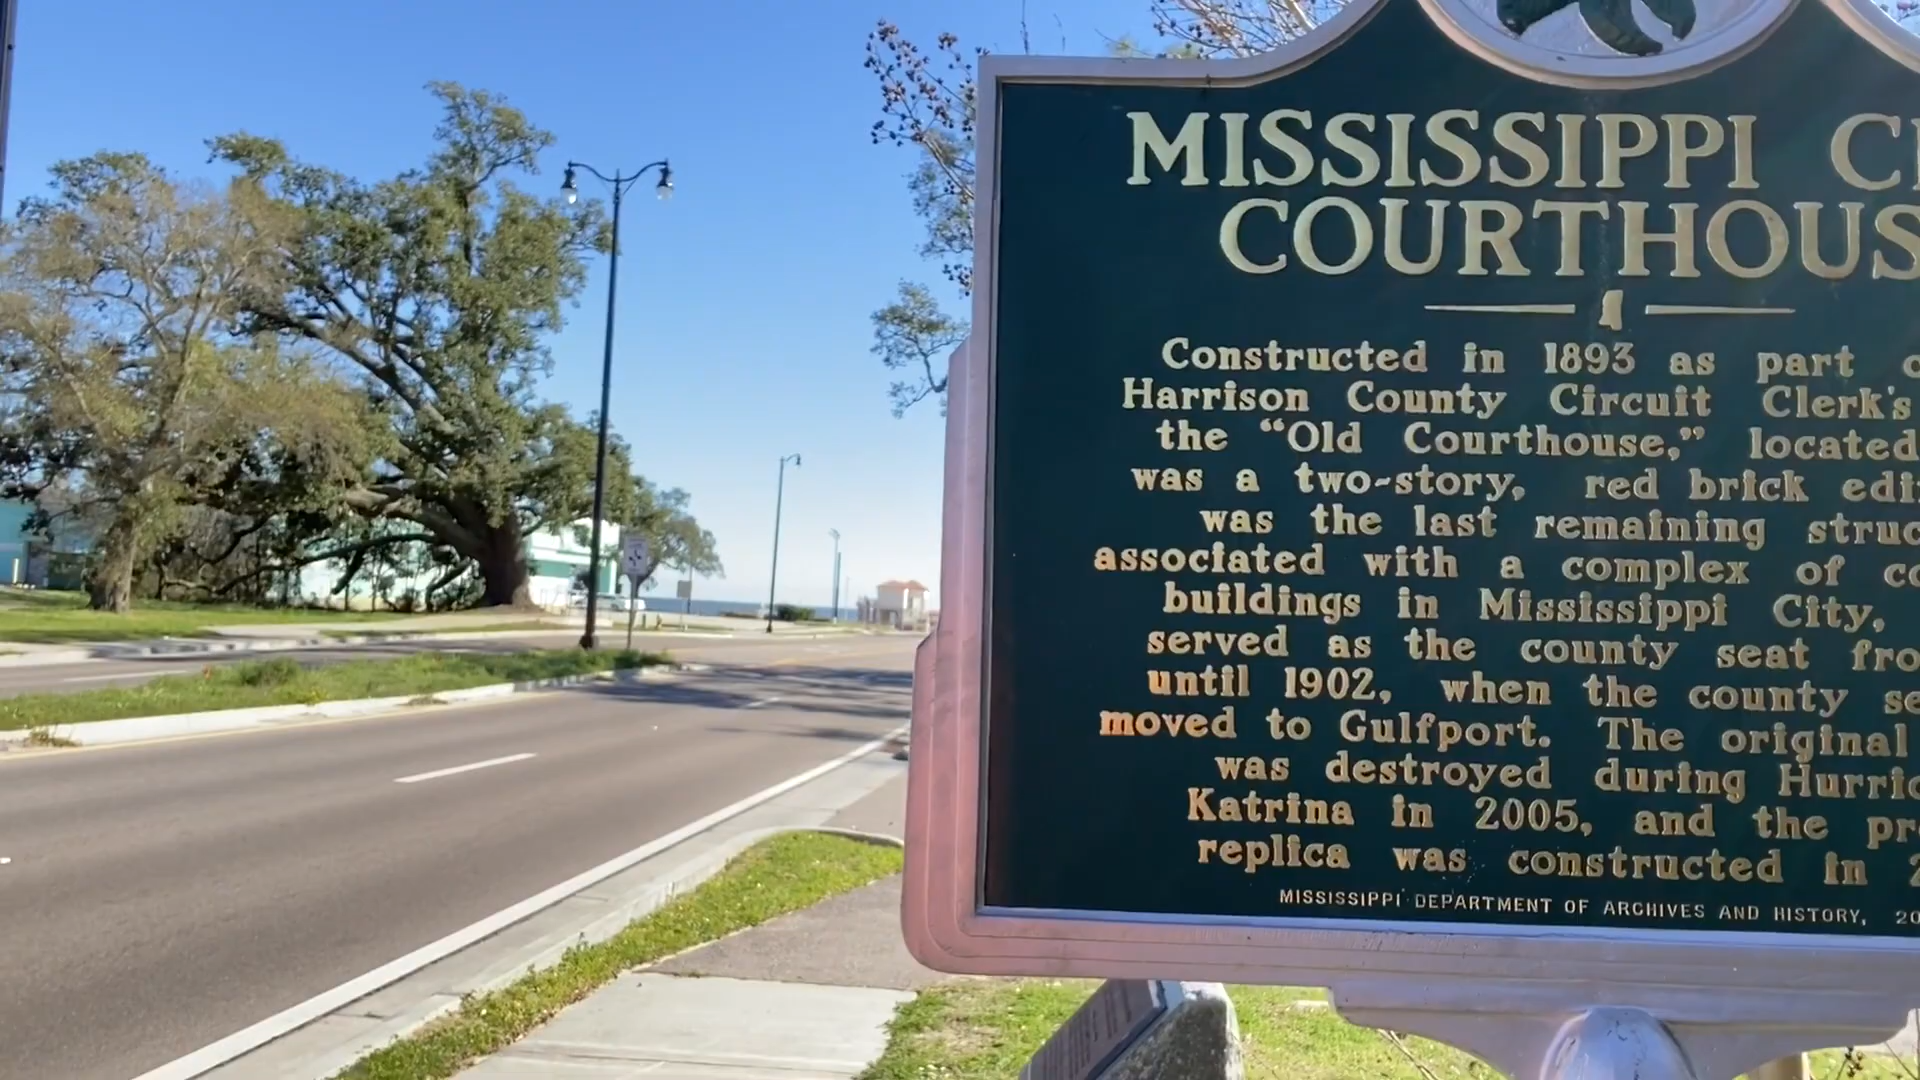 MISSISSIPPI
Constructed in 1893 as part
Harrison County Circuit Clerk's
the “Old Courthouse,” located
was a two-story, red brick
was the last remaining
associated with a complex of
buildings in Mississippi City,
served as the county seat
until 1902, when the county
moved to Gulfport. The original
was destroyed during
Katrina in 2005, and the
replica was constructed in
MISSISSIPPI DEPARTMENT OF ARCHIVES AND HISTORY,